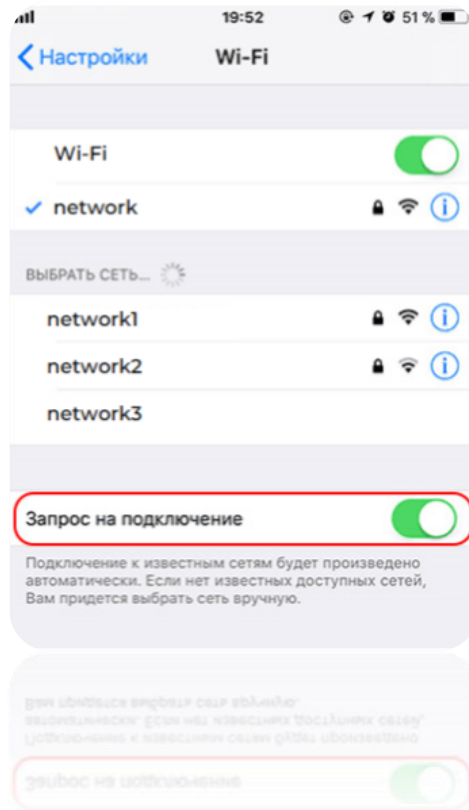 19:52 51 %
Настройки Wi-Fi
Wi-Fi
network
ВЫБРАТЬ СЕТЬ...
network1
network2
network3
Запрос на подключение
Подключение к известным сетям будет произведено
автоматически. Если нет известных доступных сетей,
Вам придется выбрать сеть вручную.